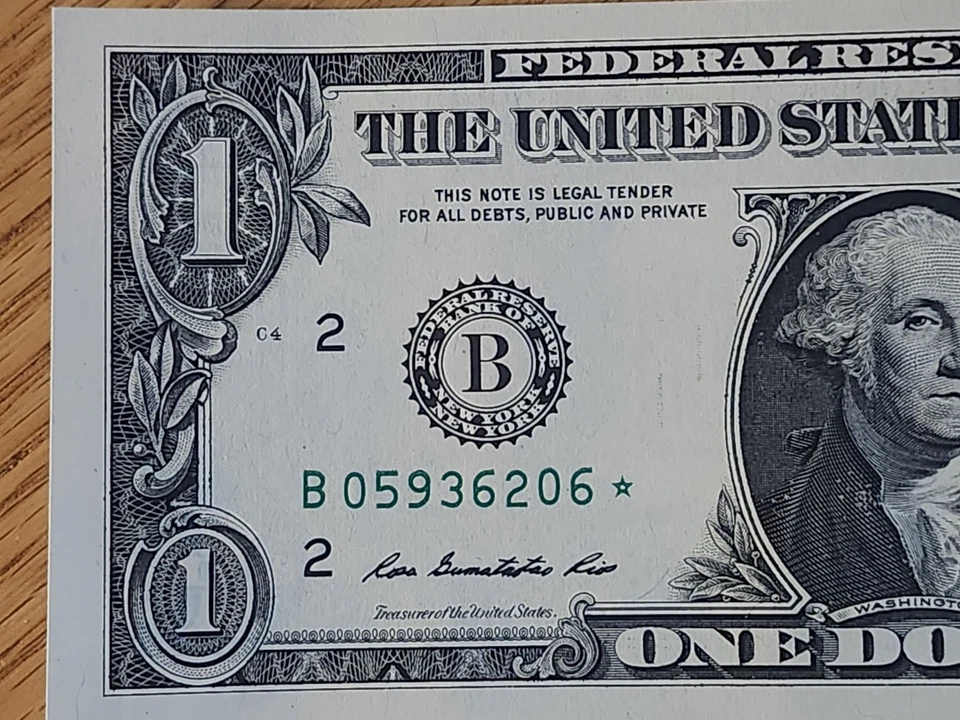 FEDERAL RES
THE UNITED STAT
THIS NOTE IS LEGAL TENDER
FOR ALL DEBTS, PUBLIC AND PRIVATE
1
C4 2
FEDERAL RESERVE
BANK OF
B
NEW YORK
NEW YORK
B 05936206 ☆
2 Rosa Gumataotao Rios
Treasurer of the United States.
1
WASHINGT
ONE DO